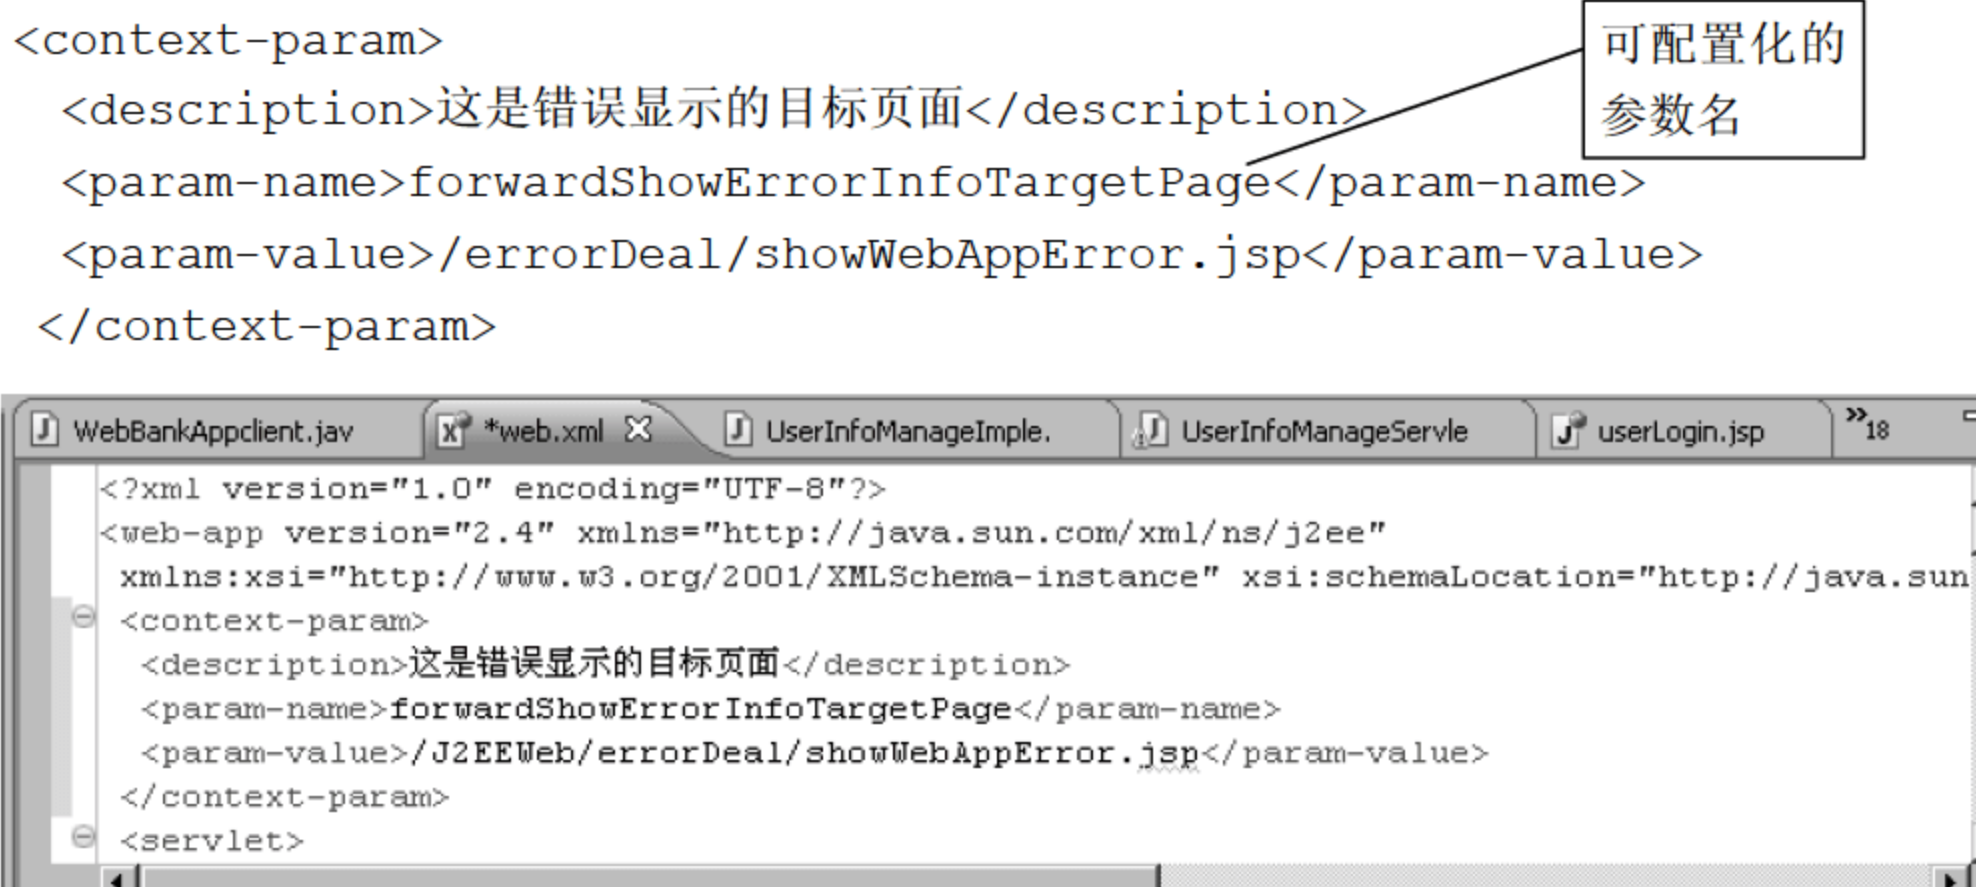 <context-param>
可配置化的
参数名
<description>这是错误显示的目标页面</description>
<param-name>forwardShowErrorInfoTargetPage</param-name>
<param-value>/errorDeal/showWebAppError.jsp</param-value>
</context-param>
WebBankAppclient.jav
*web.xml
UserInfoManageImple.
UserInfoManageServle
userLogin.jsp
»18
<?xml version="1.0" encoding="UTF-8"?>
<web-app version="2.4" xmlns="http://java.sun.com/xml/ns/j2ee"
xmlns:xsi="http://www.w3.org/2001/XMLSchema-instance" xsi:schemaLocation="http://java.sun
<context-param>
<description>这是错误显示的目标页面</description>
<param-name>forwardShowErrorInfoTargetPage</param-name>
<param-value>/J2EEWeb/errorDeal/showWebAppError.jsp</param-value>
</context-param>
<servlet>